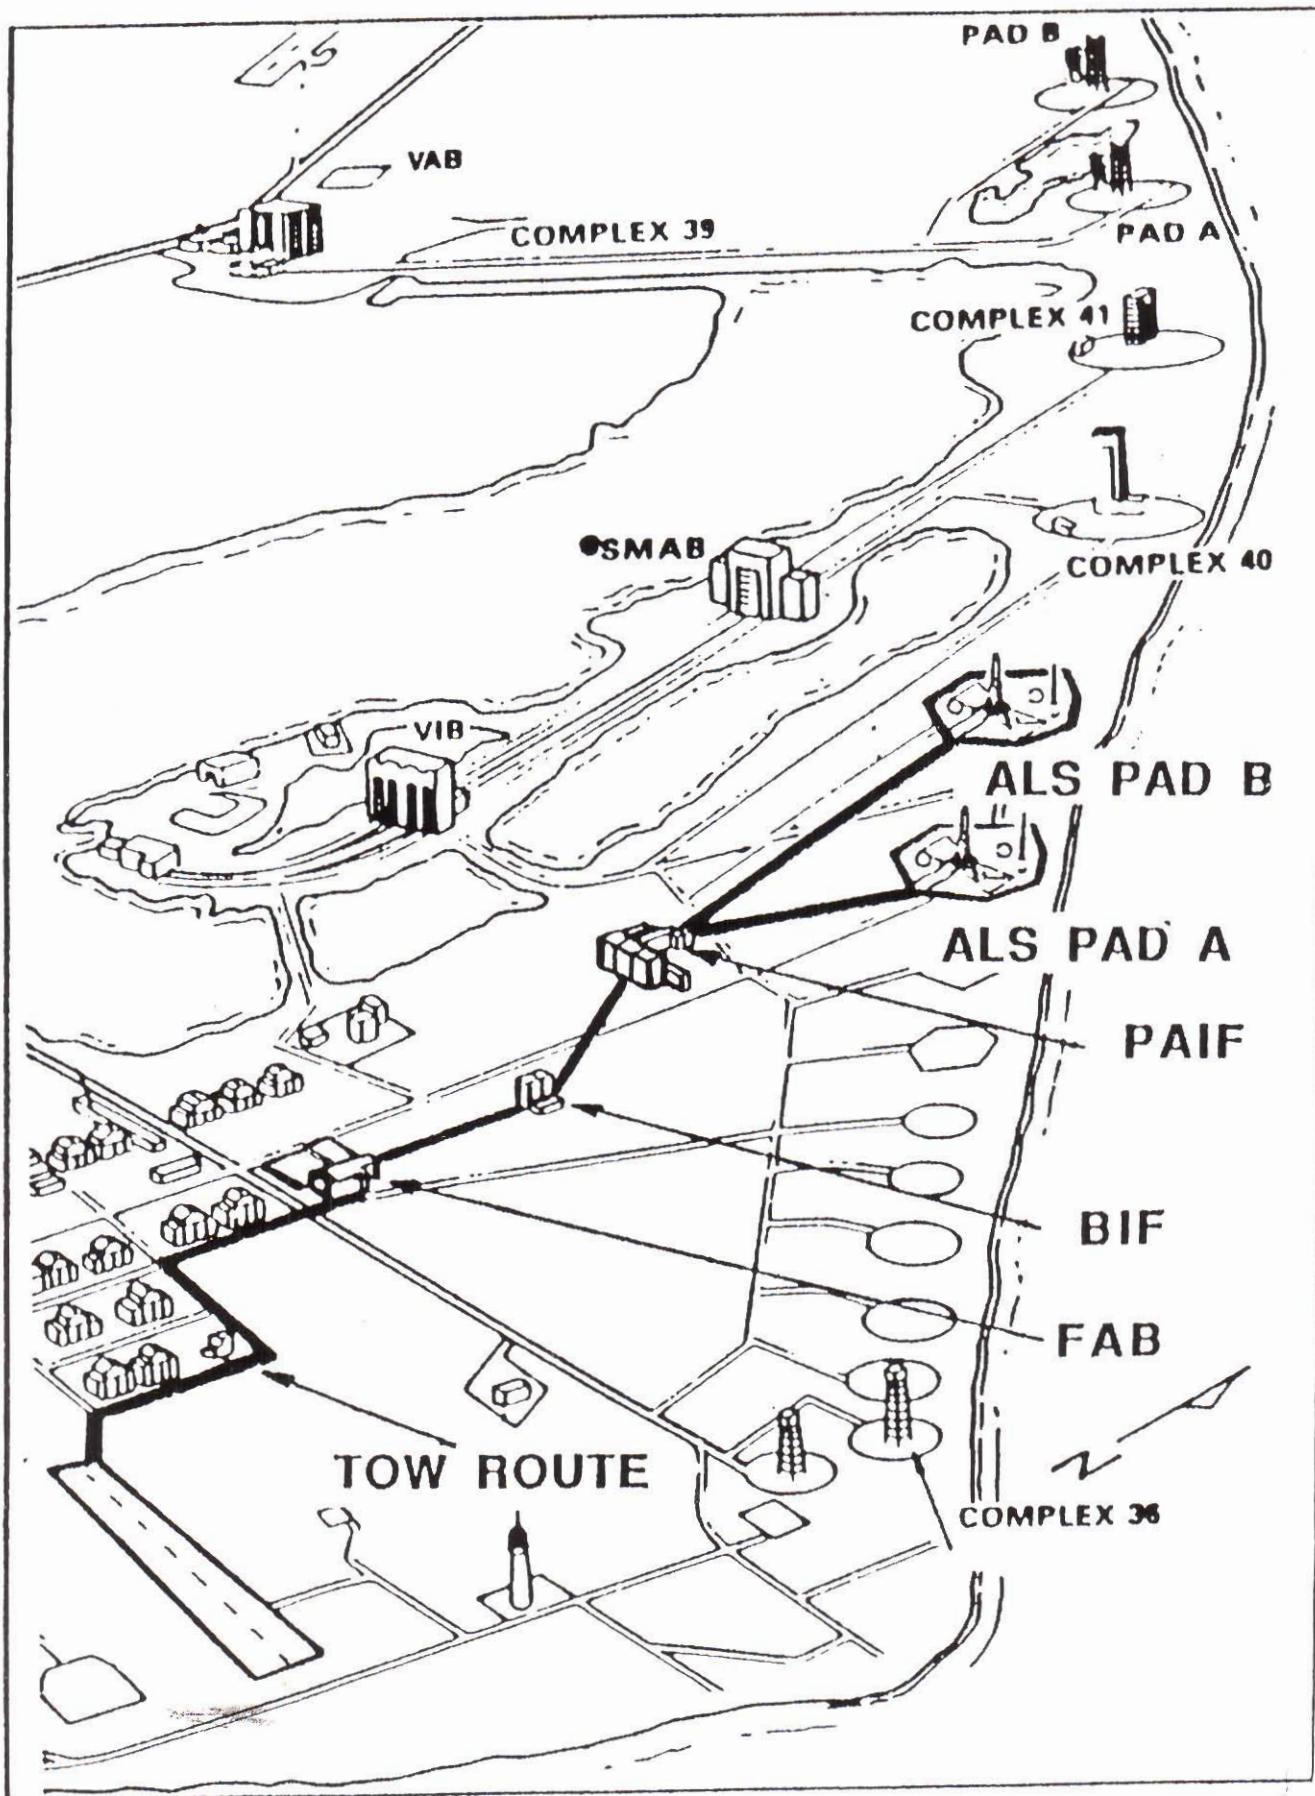 PAD B
VAB
COMPLEX 39
PAD A
COMPLEX 41
SMAB
COMPLEX 40
VIB
ALS PAD B
ALS PAD A
PAIF
BIF
FAB
TOW ROUTE
N
COMPLEX 36